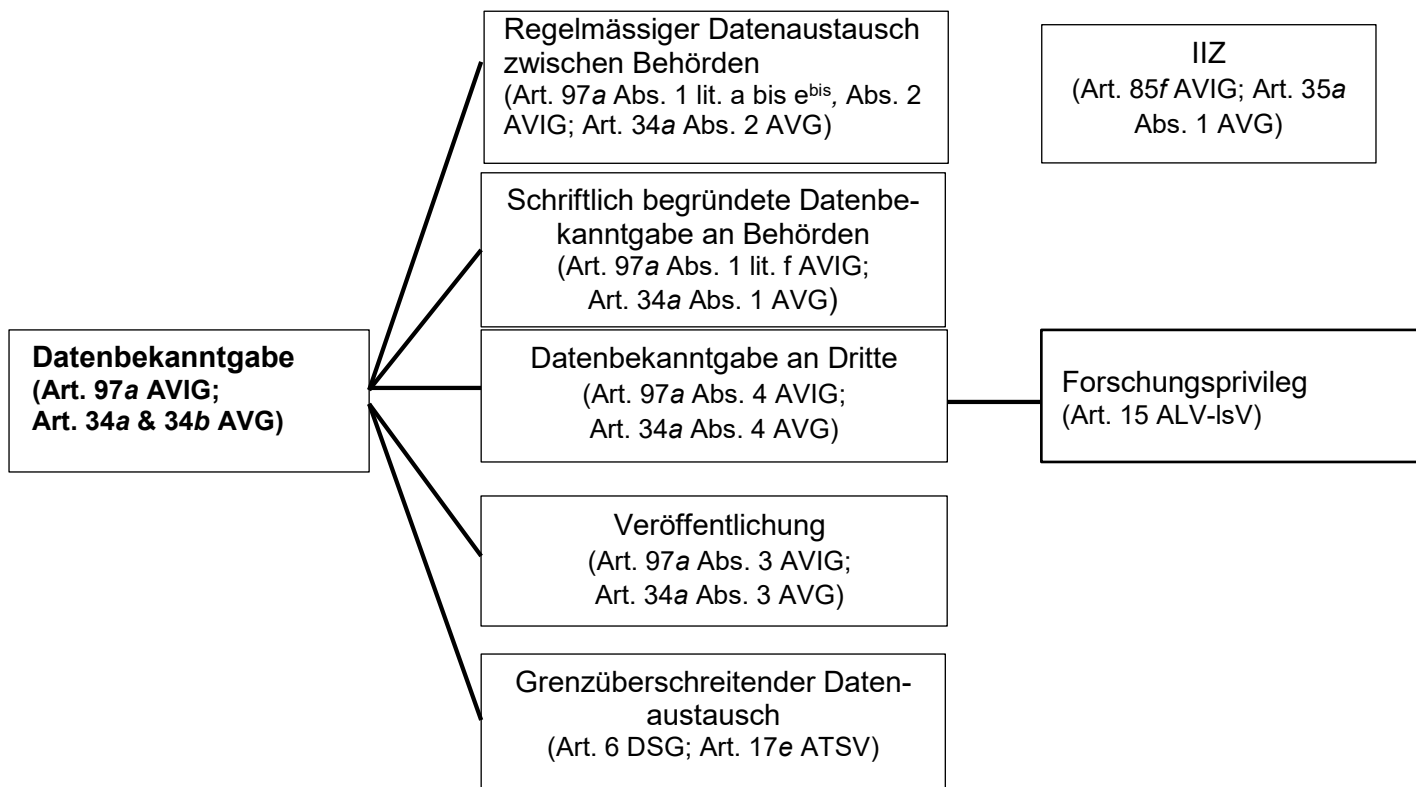 Regelmässiger Datenaustausch
zwischen Behörden
(Art. 97a Abs. 1 lit. a bis e^bis, Abs. 2
AVIG; Art. 34a Abs. 2 AVG)
IIZ
(Art. 85f AVIG; Art. 35a
Abs. 1 AVG)
Schriftlich begründete Datenbe-
kanntgabe an Behörden
(Art. 97a Abs. 1 lit. f AVIG;
Art. 34a Abs. 1 AVG)
Datenbekanntgabe
(Art. 97a AVIG;
Art. 34a & 34b AVG)
Datenbekanntgabe an Dritte
(Art. 97a Abs. 4 AVIG;
Art. 34a Abs. 4 AVG)
Forschungsprivileg
(Art. 15 ALV-IsV)
Veröffentlichung
(Art. 97a Abs. 3 AVIG;
Art. 34a Abs. 3 AVG)
Grenzüberschreitender Daten-
austausch
(Art. 6 DSG; Art. 17e ATSV)